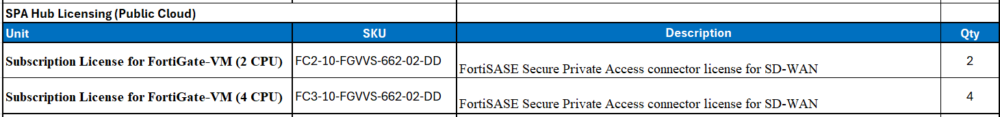 SPA Hub Licensing (Public Cloud)
Unit SKU Description Qty
Subscription License for FortiGate-VM (2 CPU) FC2-10-FGVVS-662-02-DD FortiSASE Secure Private Access connector license for SD-WAN 2
Subscription License for FortiGate-VM (4 CPU) FC3-10-FGVVS-662-02-DD FortiSASE Secure Private Access connector license for SD-WAN 4